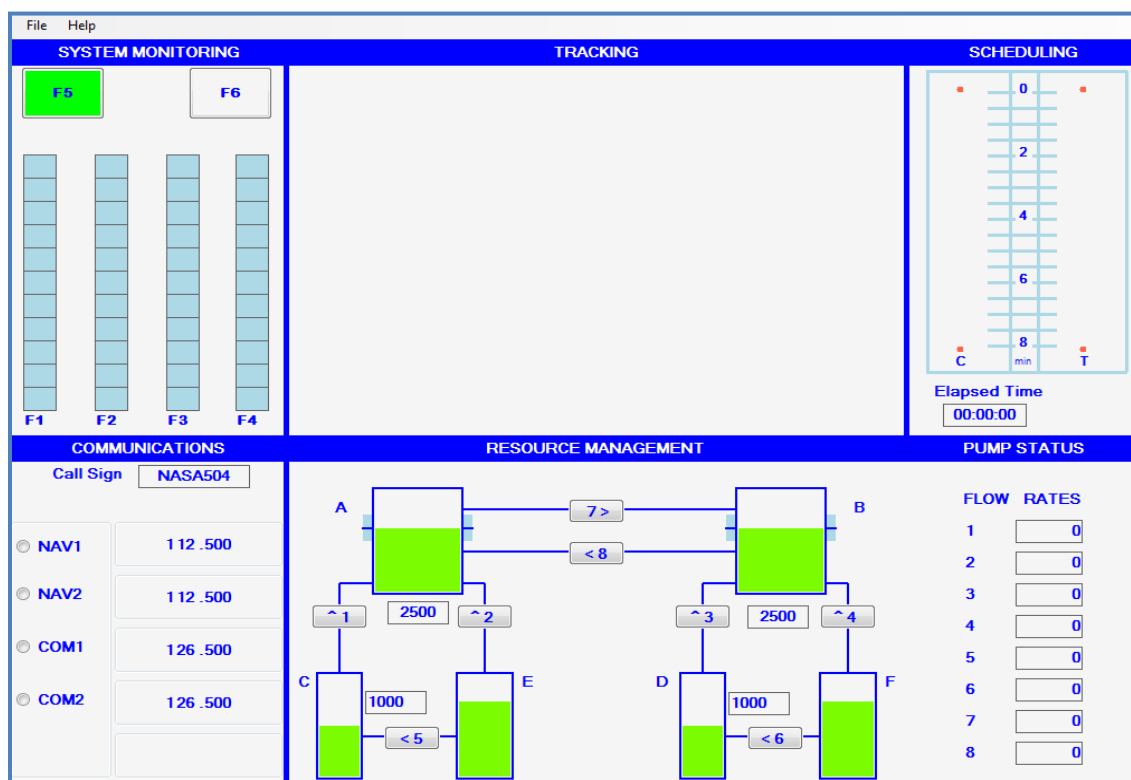 File Help
SYSTEM MONITORING
F5 F6
F1 F2 F3 F4
TRACKING
SCHEDULING
0
2
4
6
8
C min T
Elapsed Time
00:00:00
COMMUNICATIONS
Call Sign NASA504
NAV1 112.500
NAV2 112.500
COM1 126.500
COM2 126.500
RESOURCE MANAGEMENT
A 7 > B
< 8
^ 1 2500 ^ 2 ^ 3 2500 ^ 4
C E D F
1000 1000
< 5 < 6
PUMP STATUS
FLOW RATES
1 0
2 0
3 0
4 0
5 0
6 0
7 0
8 0